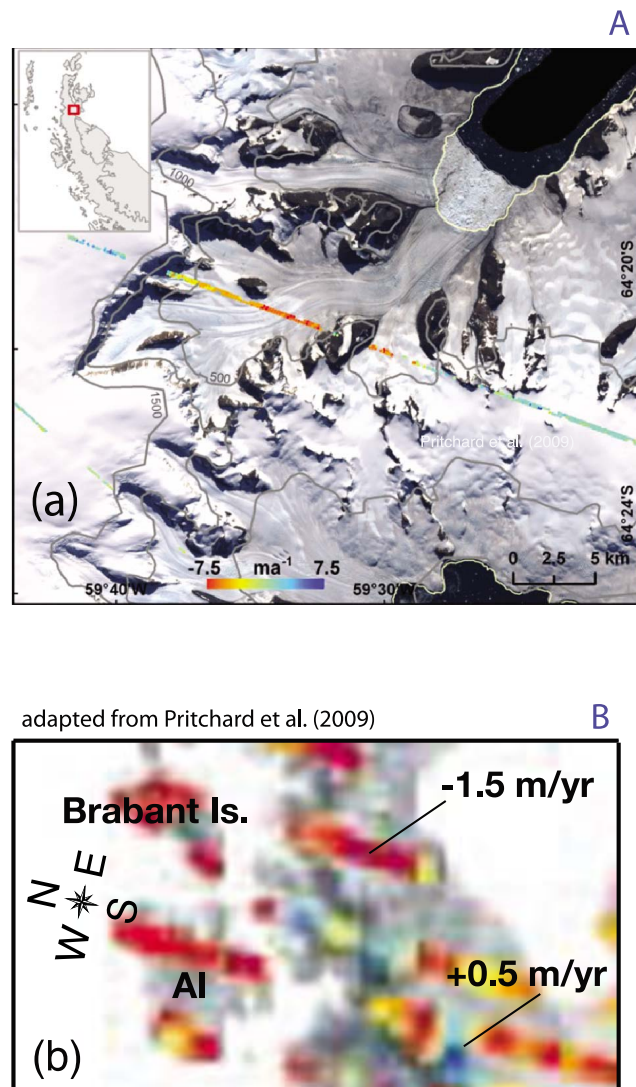 A
1000
64°20'S
500
1500
Pritchard et al. (2009)
(a)
-7.5 ma⁻¹ 7.5
0 2.5 5 km
64°24'S
59°40'W
59°30'W
adapted from Pritchard et al. (2009)
B
-1.5 m/yr
Brabant Is.
N E
W S
AI
+0.5 m/yr
(b)